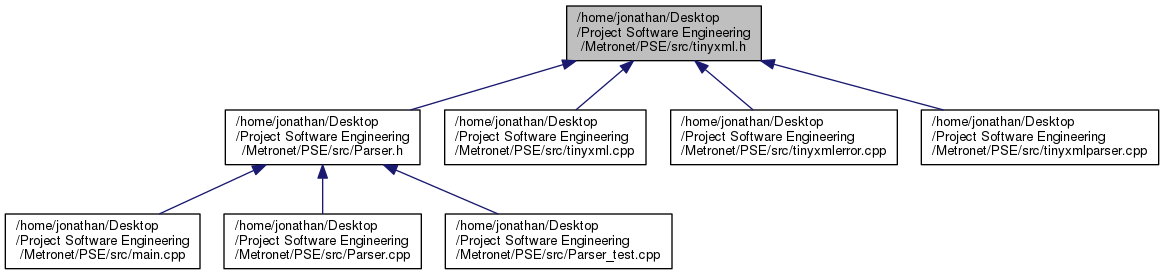 /home/jonathan/Desktop
/Project Software Engineering
/Metronet/PSE/src/tinyxml.h
/home/jonathan/Desktop
/Project Software Engineering
/Metronet/PSE/src/Parser.h
/home/jonathan/Desktop
/Project Software Engineering
/Metronet/PSE/src/tinyxml.cpp
/home/jonathan/Desktop
/Project Software Engineering
/Metronet/PSE/src/tinyxmlerror.cpp
/home/jonathan/Desktop
/Project Software Engineering
/Metronet/PSE/src/tinyxmlparser.cpp
/home/jonathan/Desktop
/Project Software Engineering
/Metronet/PSE/src/main.cpp
/home/jonathan/Desktop
/Project Software Engineering
/Metronet/PSE/src/Parser.cpp
/home/jonathan/Desktop
/Project Software Engineering
/Metronet/PSE/src/Parser_test.cpp